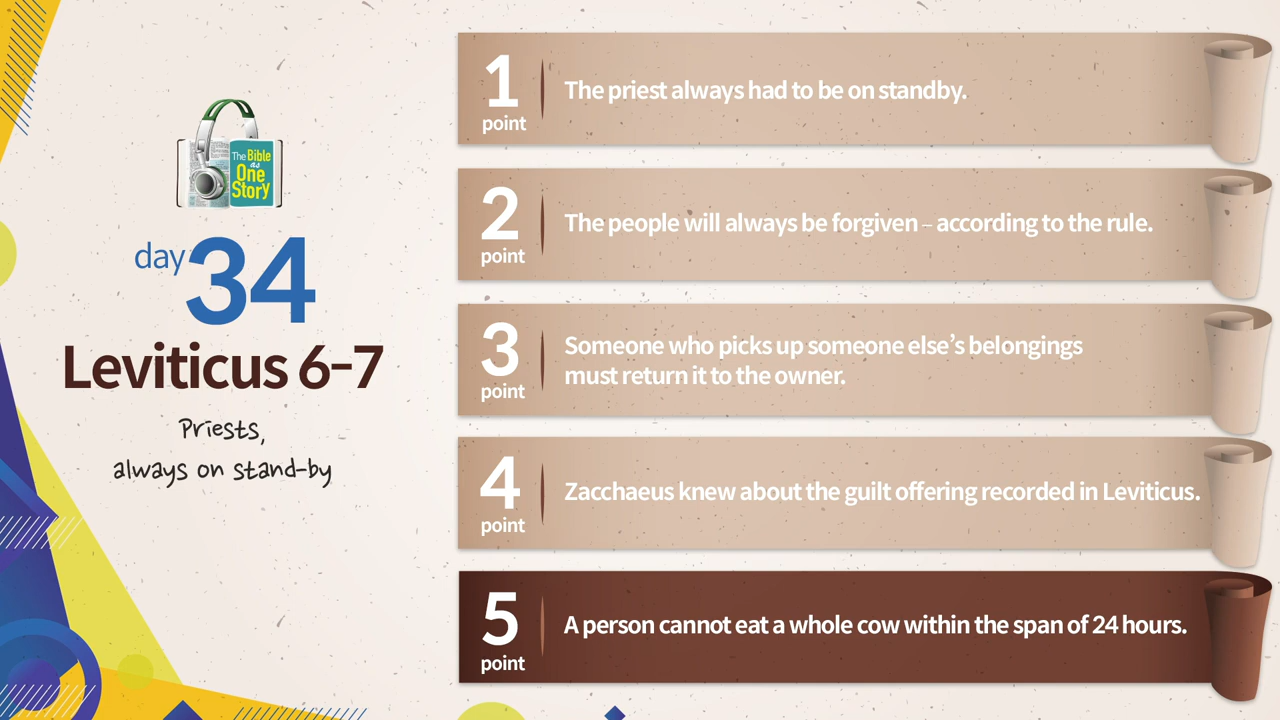 The Bible
as
One
Story
day 34
Leviticus 6-7
Priests,
always on stand-by
1
point
The priest always had to be on standby.
2
point
The people will always be forgiven – according to the rule.
3
point
Someone who picks up someone else's belongings
must return it to the owner.
4
point
Zacchaeus knew about the guilt offering recorded in Leviticus.
5
point
A person cannot eat a whole cow within the span of 24 hours.